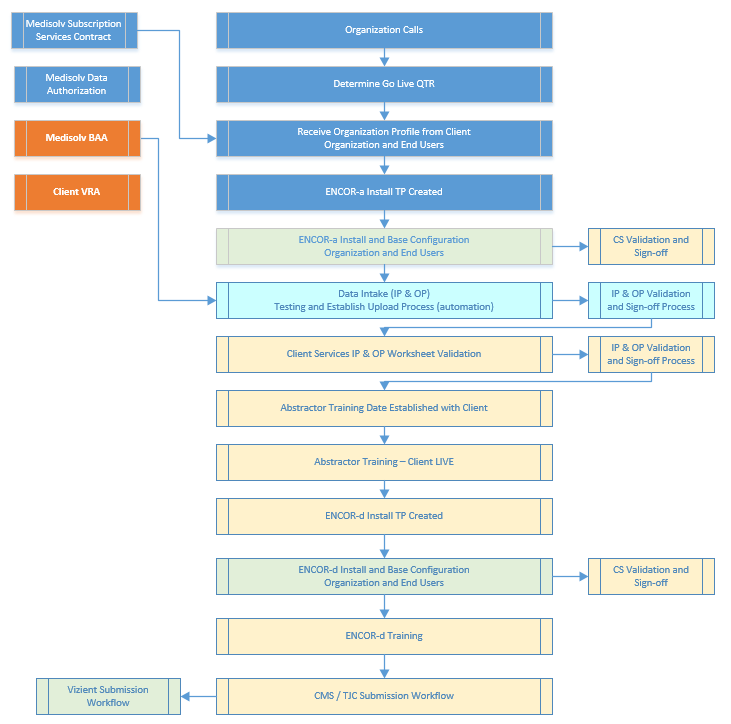 Medisolv Subscription
Services Contract
Organization Calls
Medisolv Data
Authorization
Determine Go Live QTR
Medisolv BAA
Receive Organization Profile from Client
Organization and End Users
Client VRA
ENCOR-a Install TP Created
ENCOR-a Install and Base Configuration
Organization and End Users
CS Validation and
Sign-off
Data Intake (IP & OP)
Testing and Establish Upload Process (automation)
IP & OP Validation
and Sign-off Process
Client Services IP & OP Worksheet Validation
IP & OP Validation
and Sign-off Process
Abstractor Training Date Established with Client
Abstractor Training – Client LIVE
ENCOR-d Install TP Created
ENCOR-d Install and Base Configuration
Organization and End Users
CS Validation and
Sign-off
ENCOR-d Training
Vizient Submission
Workflow
CMS / TJC Submission Workflow